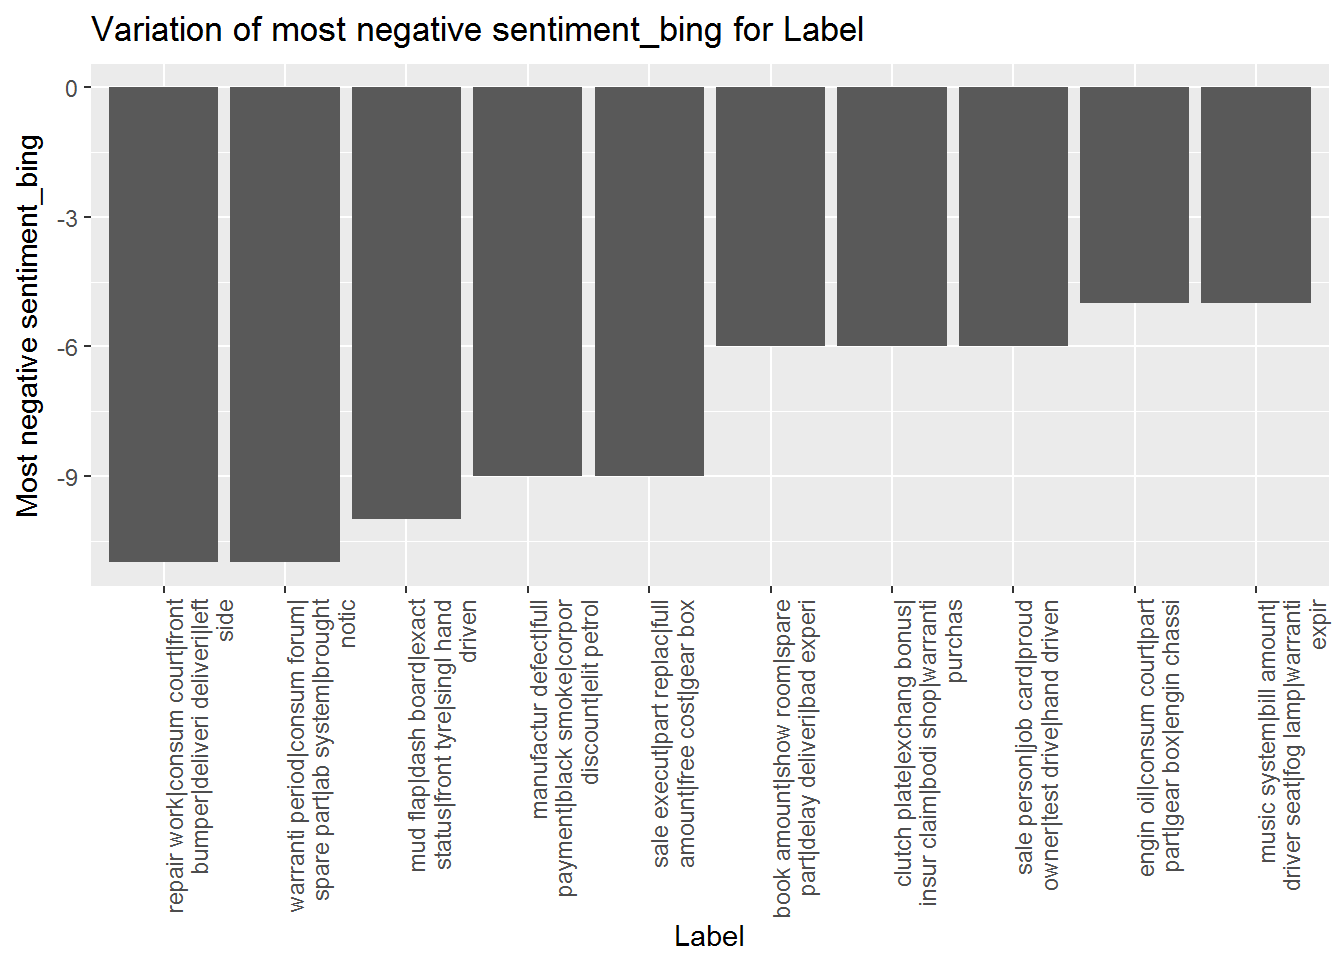 Variation of most negative sentiment_bing for Label
Most negative sentiment_bing
0
-3
-6
-9
repair work|consum court|front
bumper|deliveri deliveri|left
side
warranti period|consum forum|
spare part|ab system|brought
notic
mud flap|dash board|exact
status|front tyre|singl hand
driven
manufactur defect|full
payment|black smoke|corpor
discount|elit petrol
sale execut|part replac|full
amount|free cost|gear box
book amount|show room|spare
part|delay deliveri|bad experi
clutch plate|exchang bonus|
insur claim|bodi shop|warranti
purchas
sale person|job card|proud
owner|test drive|hand driven
engin oil|consum court|part
part|gear box|engin chassi
music system|bill amount|
driver seat|fog lamp|warranti
expir
Label